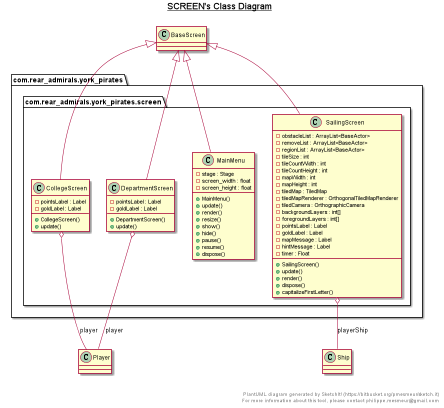 SCREEN's Class Diagram
C BaseScreen
com.rear_admirals.york_pirates
com.rear_admirals.york_pirates.screen
C SailingScreen
obstacleList : ArrayList<BaseActor>
removeList : ArrayList<BaseActor>
regionList : ArrayList<BaseActor>
tileSize : int
tileCountWidth : int
tileCountHeight : int
mapWidth : int
mapHeight : int
tiledMap : TiledMap
tiledMapRenderer : OrthogonalTiledMapRenderer
tiledCamera : OrthographicCamera
backgroundLayers : int[]
foregroundLayers : int[]
pointsLabel : Label
goldLabel : Label
mapMessage : Label
hintMessage : Label
timer : Float
SailingScreen()
update()
render()
dispose()
capitalizeFirstLetter()
C MainMenu
stage : Stage
screen_width : float
screen_height : float
MainMenu()
update()
render()
resize()
show()
hide()
pause()
resume()
dispose()
C CollegeScreen
pointsLabel : Label
goldLabel : Label
CollegeScreen()
update()
C DepartmentScreen
pointsLabel : Label
goldLabel : Label
DepartmentScreen()
update()
player
player
playerShip
C Player
C Ship
PlantUML diagram generated by SketchIt! (https://bitbucket.org/pmesmeur/sketch.it)
For more information about this tool, please contact philippe.mesmeur@gmail.com